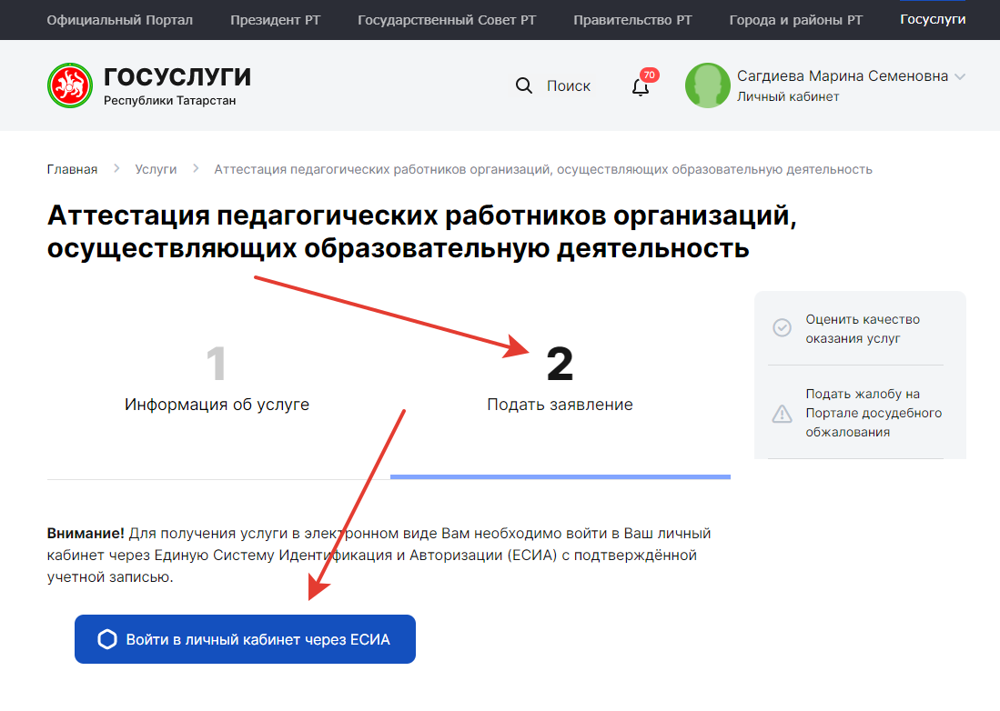 Официальный Портал Президент РТ Государственный Совет РТ Правительство РТ Города и районы РТ Госуслуги
ГОСУСЛУГИ
Республики Татарстан
Поиск
70
Сагдиева Марина Семеновна
Личный кабинет
Главная Услуги Аттестация педагогических работников организаций, осуществляющих образовательную деятельность
Аттестация педагогических работников организаций,
осуществляющих образовательную деятельность
1
Информация об услуге
2
Подать заявление
Оценить качество
оказания услуг
Подать жалобу на
Портале досудебного
обжалования
Внимание! Для получения услуги в электронном виде Вам необходимо войти в Ваш личный
кабинет через Единую Систему Идентификация и Авторизации (ЕСИА) с подтверждённой
учетной записью.
Войти в личный кабинет через ЕСИА